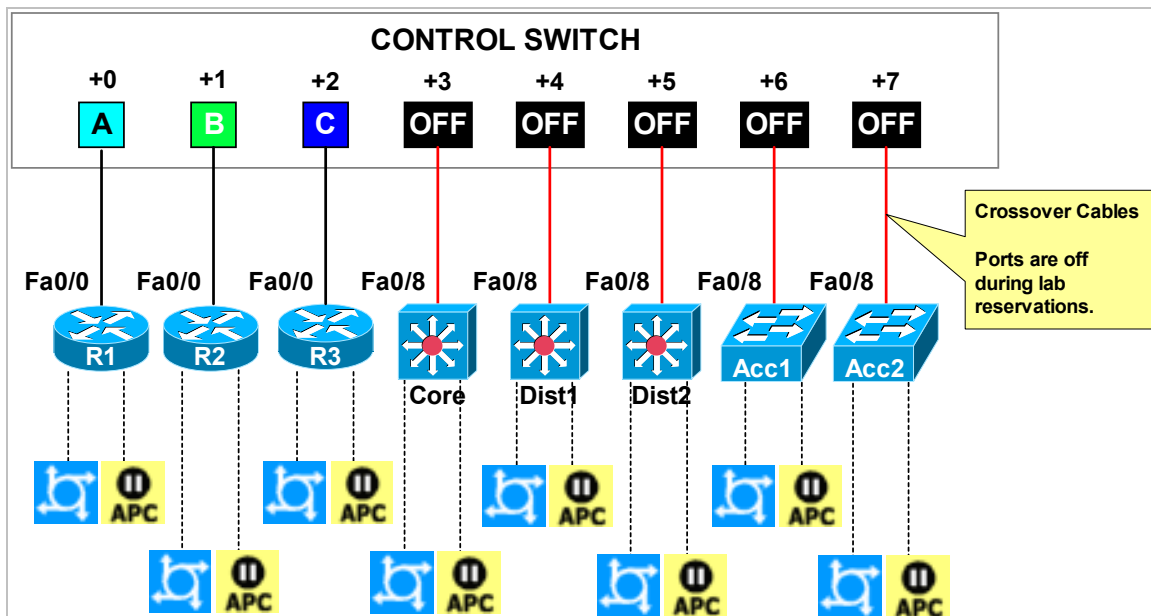 CONTROL SWITCH
+0 +1 +2 +3 +4 +5 +6 +7
A B C OFF OFF OFF OFF OFF
Crossover Cables
Ports are off
during lab
reservations.
Fa0/0 Fa0/0 Fa0/0 Fa0/8 Fa0/8 Fa0/8 Fa0/8 Fa0/8
R1 R2 R3 Core Dist1 Dist2 Acc1 Acc2
APC APC APC APC
APC APC APC APC